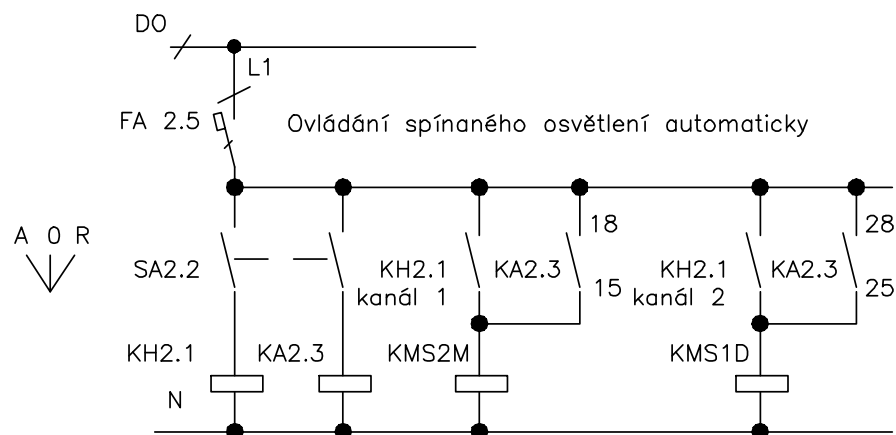 DO
L1
FA 2.5
Ovládání spínaného osvětlení automaticky
A O R
18
28
SA2.2
KH2.1
kanál 1
KA2.3
15
KH2.1
kanál 2
KA2.3
25
KH2.1
KA2.3
KMS2M
KMS1D
N